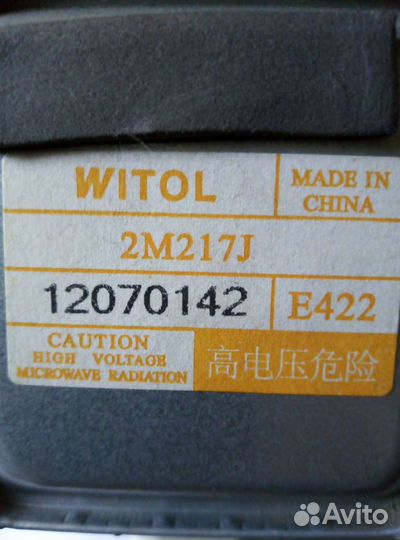 WITOL
MADE IN
CHINA
2M217J
12070142
E422
CAUTION
HIGH VOLTAGE
MICROWAVE RADIATION
高电压危险
Avito